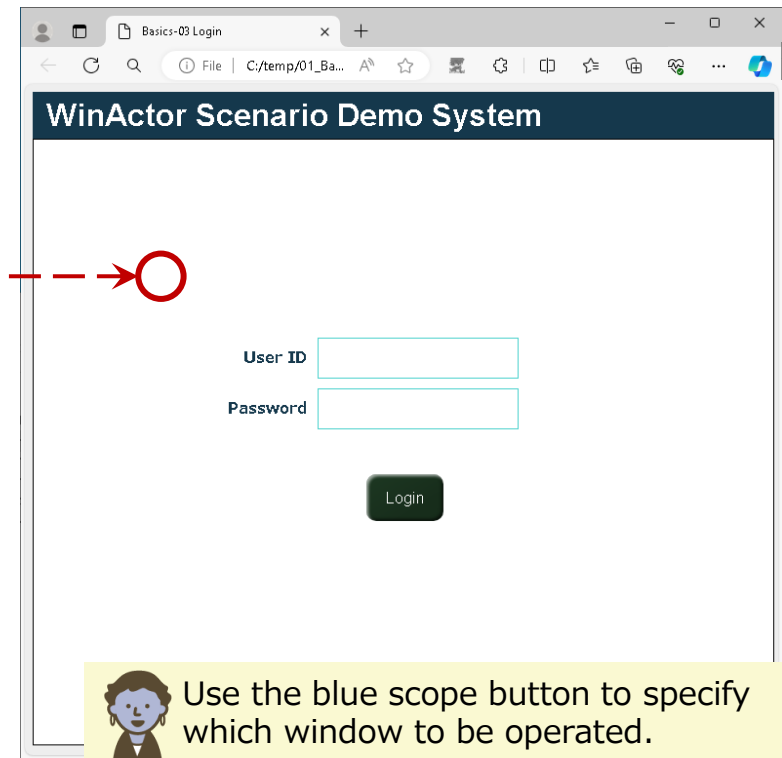 Basics-03 Login
File | C:/temp/01_Ba...
WinActor Scenario Demo System
User ID
Password
Login
Use the blue scope button to specify
which window to be operated.